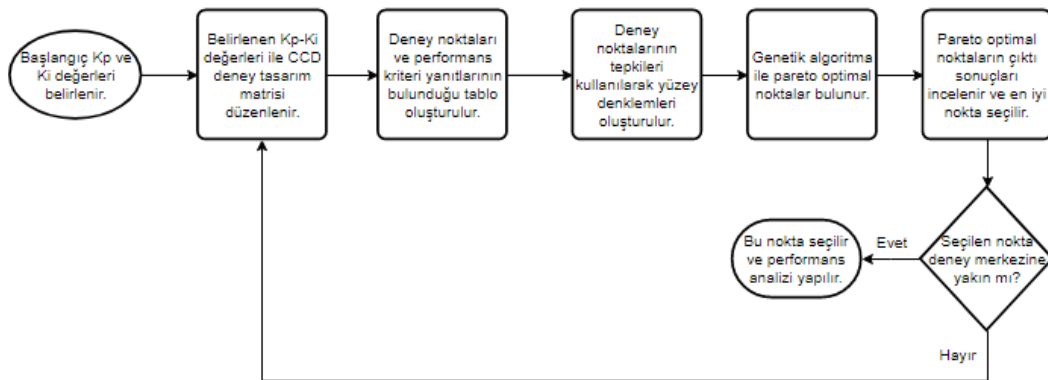 Başlangıç Kp ve
Ki değerleri
belirlenir.
Belirlenen Kp-Ki
değerleri ile CCD
deney tasarım
matrisi
düzenlenir.
Deney noktaları
ve performans
kriteri yanıtlarının
bulunduğu tablo
oluşturulur.
Deney
noktalarının
tepkileri
kullanılarak yüzey
denklemleri
oluşturulur.
Genetik algoritma
ile pareto optimal
noktalar bulunur.
Pareto optimal
noktaların çıktı
sonuçları
incelenir ve en iyi
nokta seçilir.
Seçilen nokta
deney merkezine
yakın mı?
Evet
Bu nokta seçilir
ve performans
analizi yapılır.
Hayır